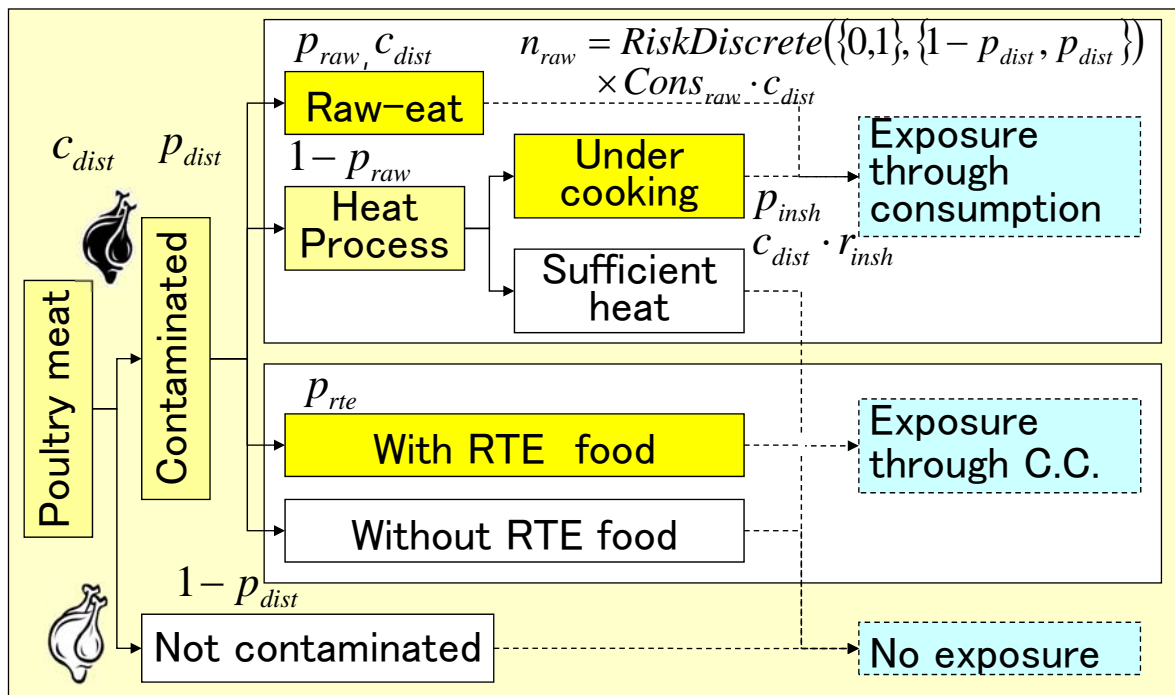 p_raw, c_dist
n_raw = RiskDiscrete({0,1},{1-p_dist, p_dist})
× Cons_raw · c_dist
Raw-eat
c_dist
p_dist
1-p_raw
Heat
Process
Under
cooking
p_insh
c_dist · r_insh
Sufficient
heat
Exposure
through
consumption
Poultry meat
Contaminated
p_rte
With RTE food
Without RTE food
Exposure
through C.C.
1-p_dist
Not contaminated
No exposure